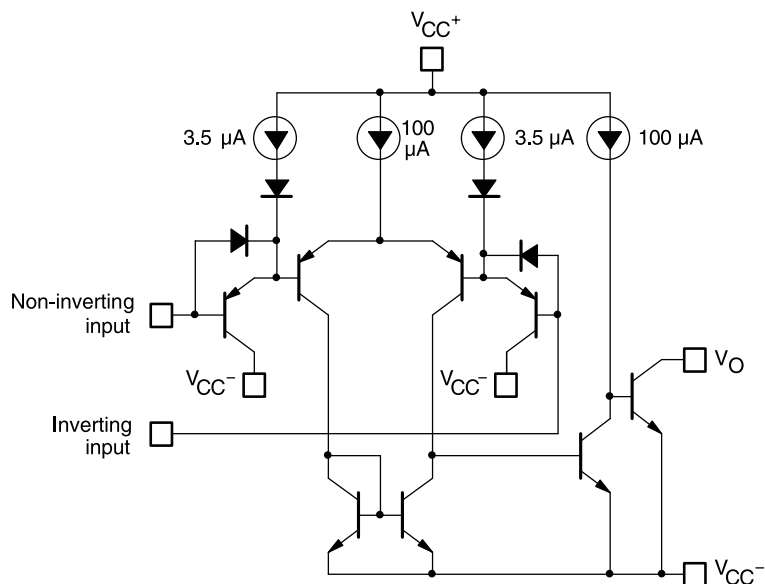 VCC+
3.5 µA
100
µA
3.5 µA
100 µA
Non-inverting
input
VCC−
VCC−
VO
Inverting
input
VCC−